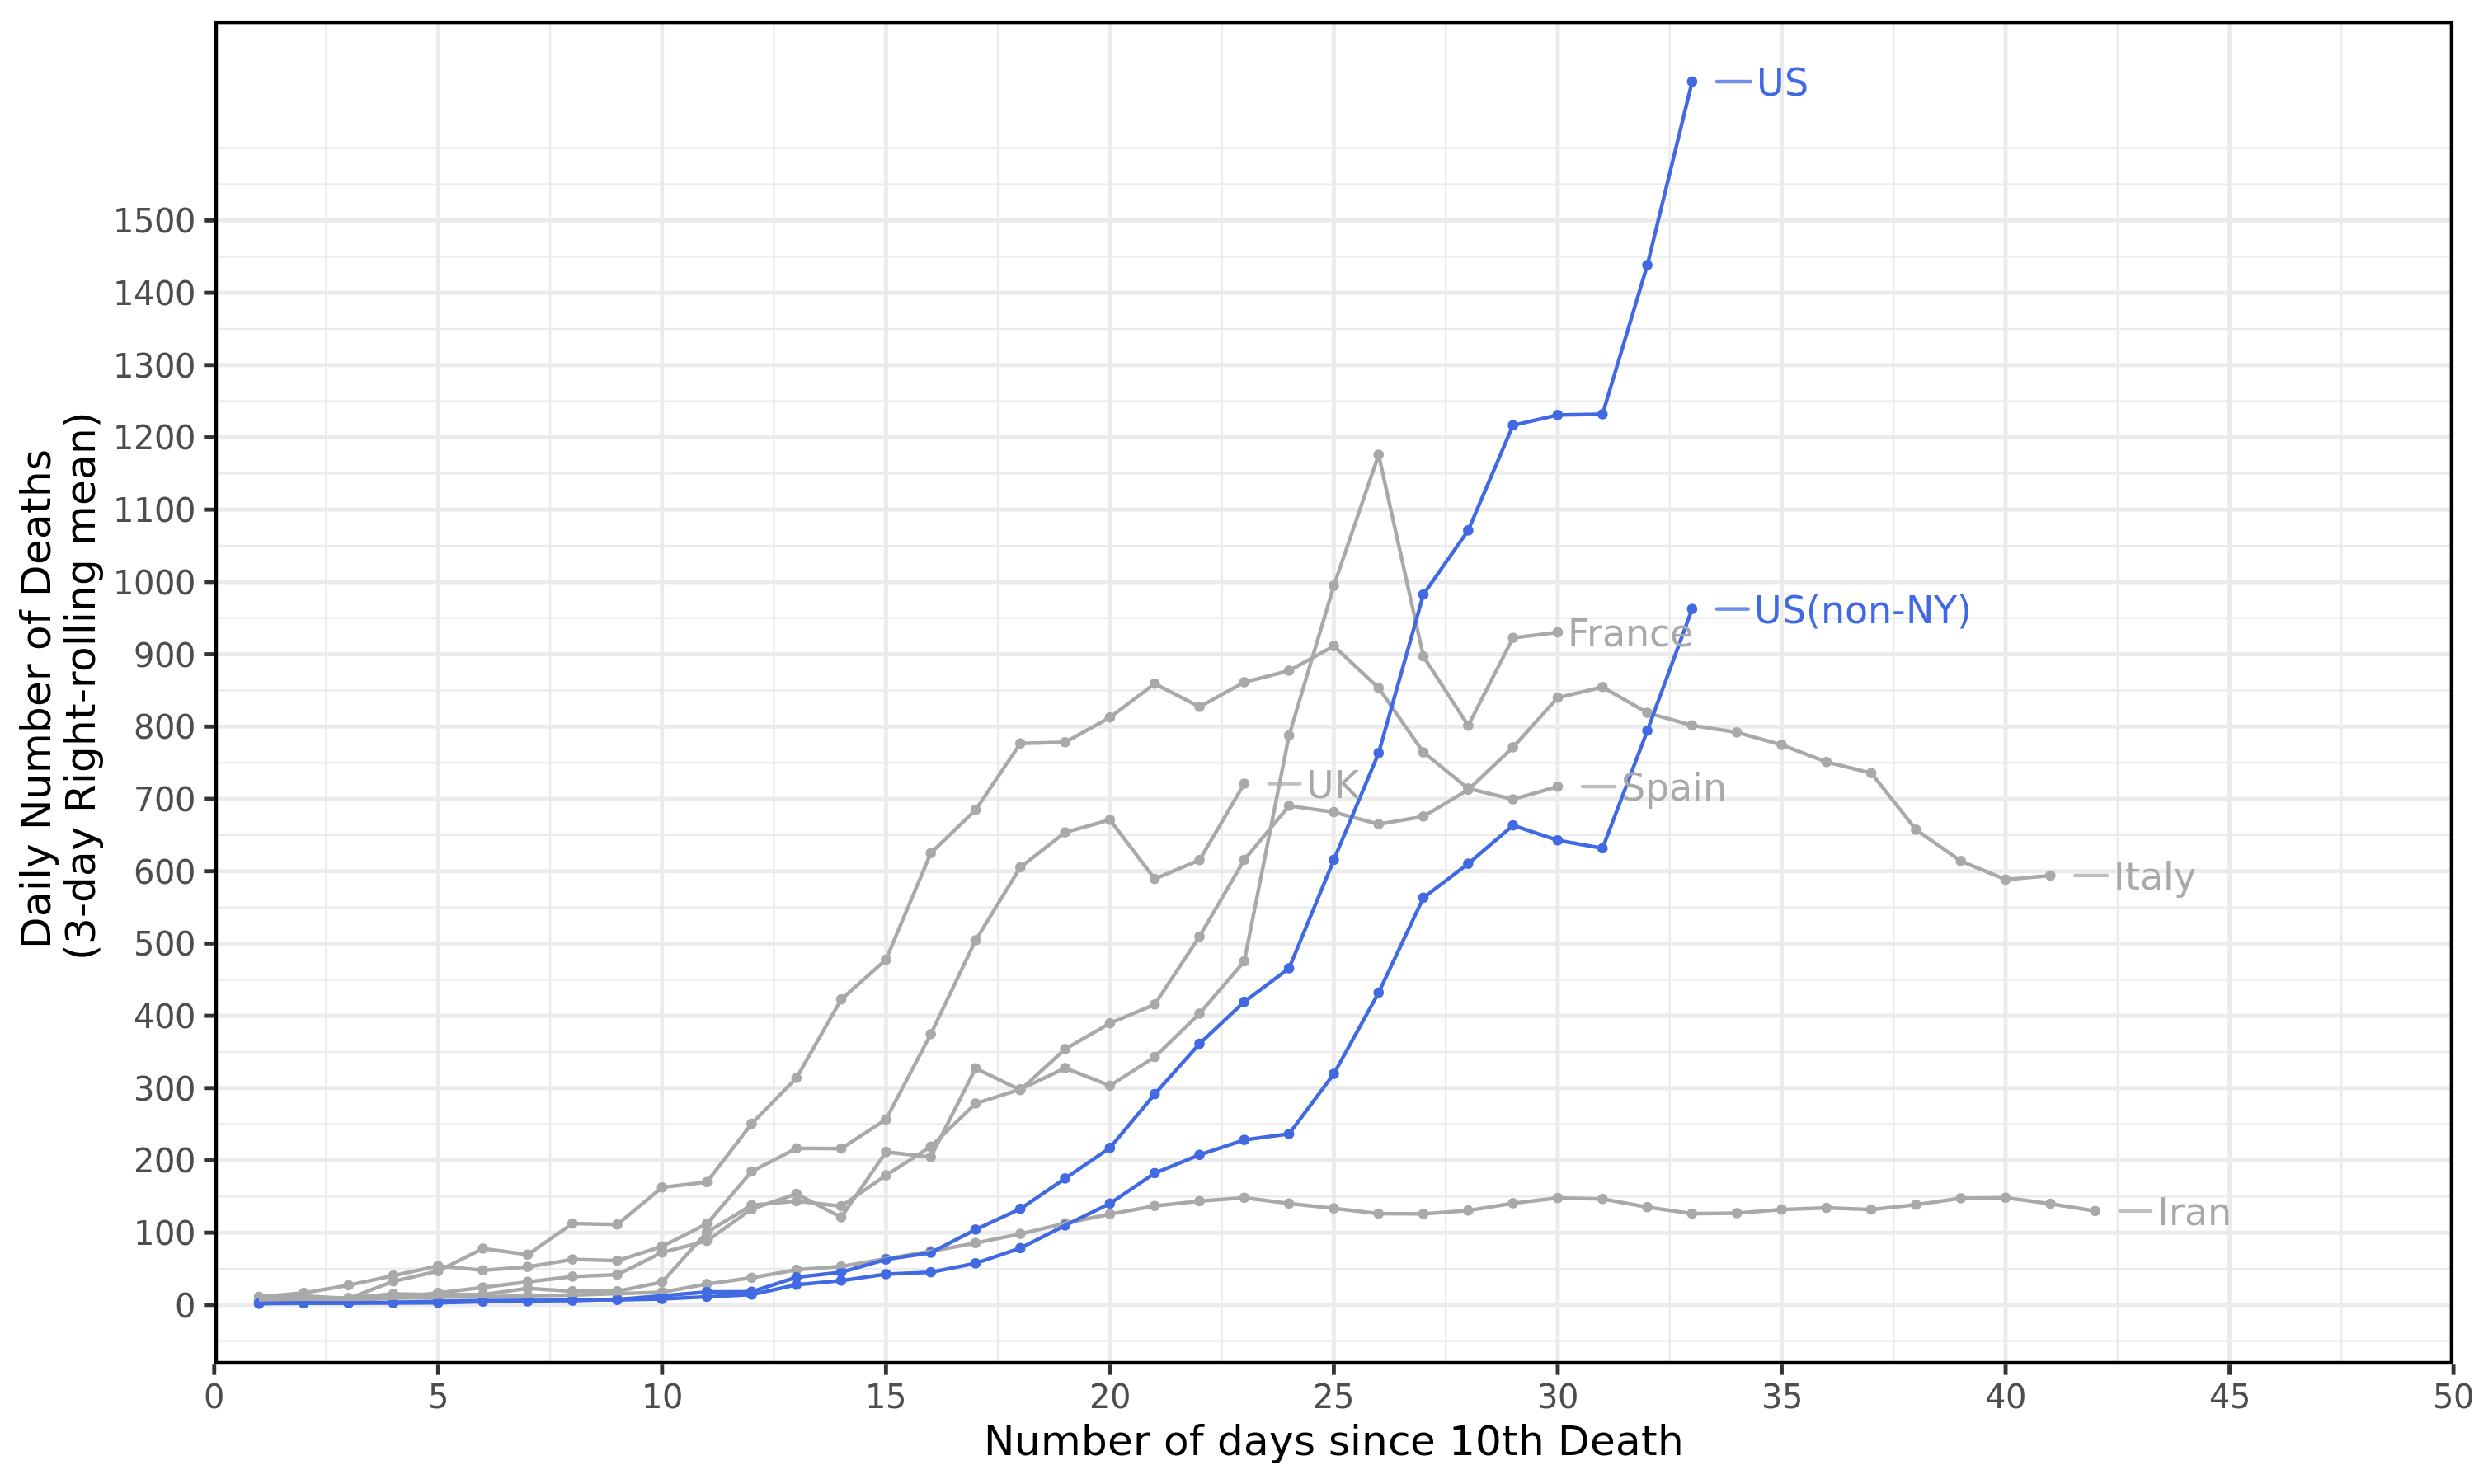 US
1500
1400
1300
1200
1100
1000
900
800
700
600
500
400
300
200
100
0
US(non-NY)
France
UK
Spain
Italy
Iran
Daily Number of Deaths
(3-day Right-rolling mean)
0 5 10 15 20 25 30 35 40 45 50
Number of days since 10th Death